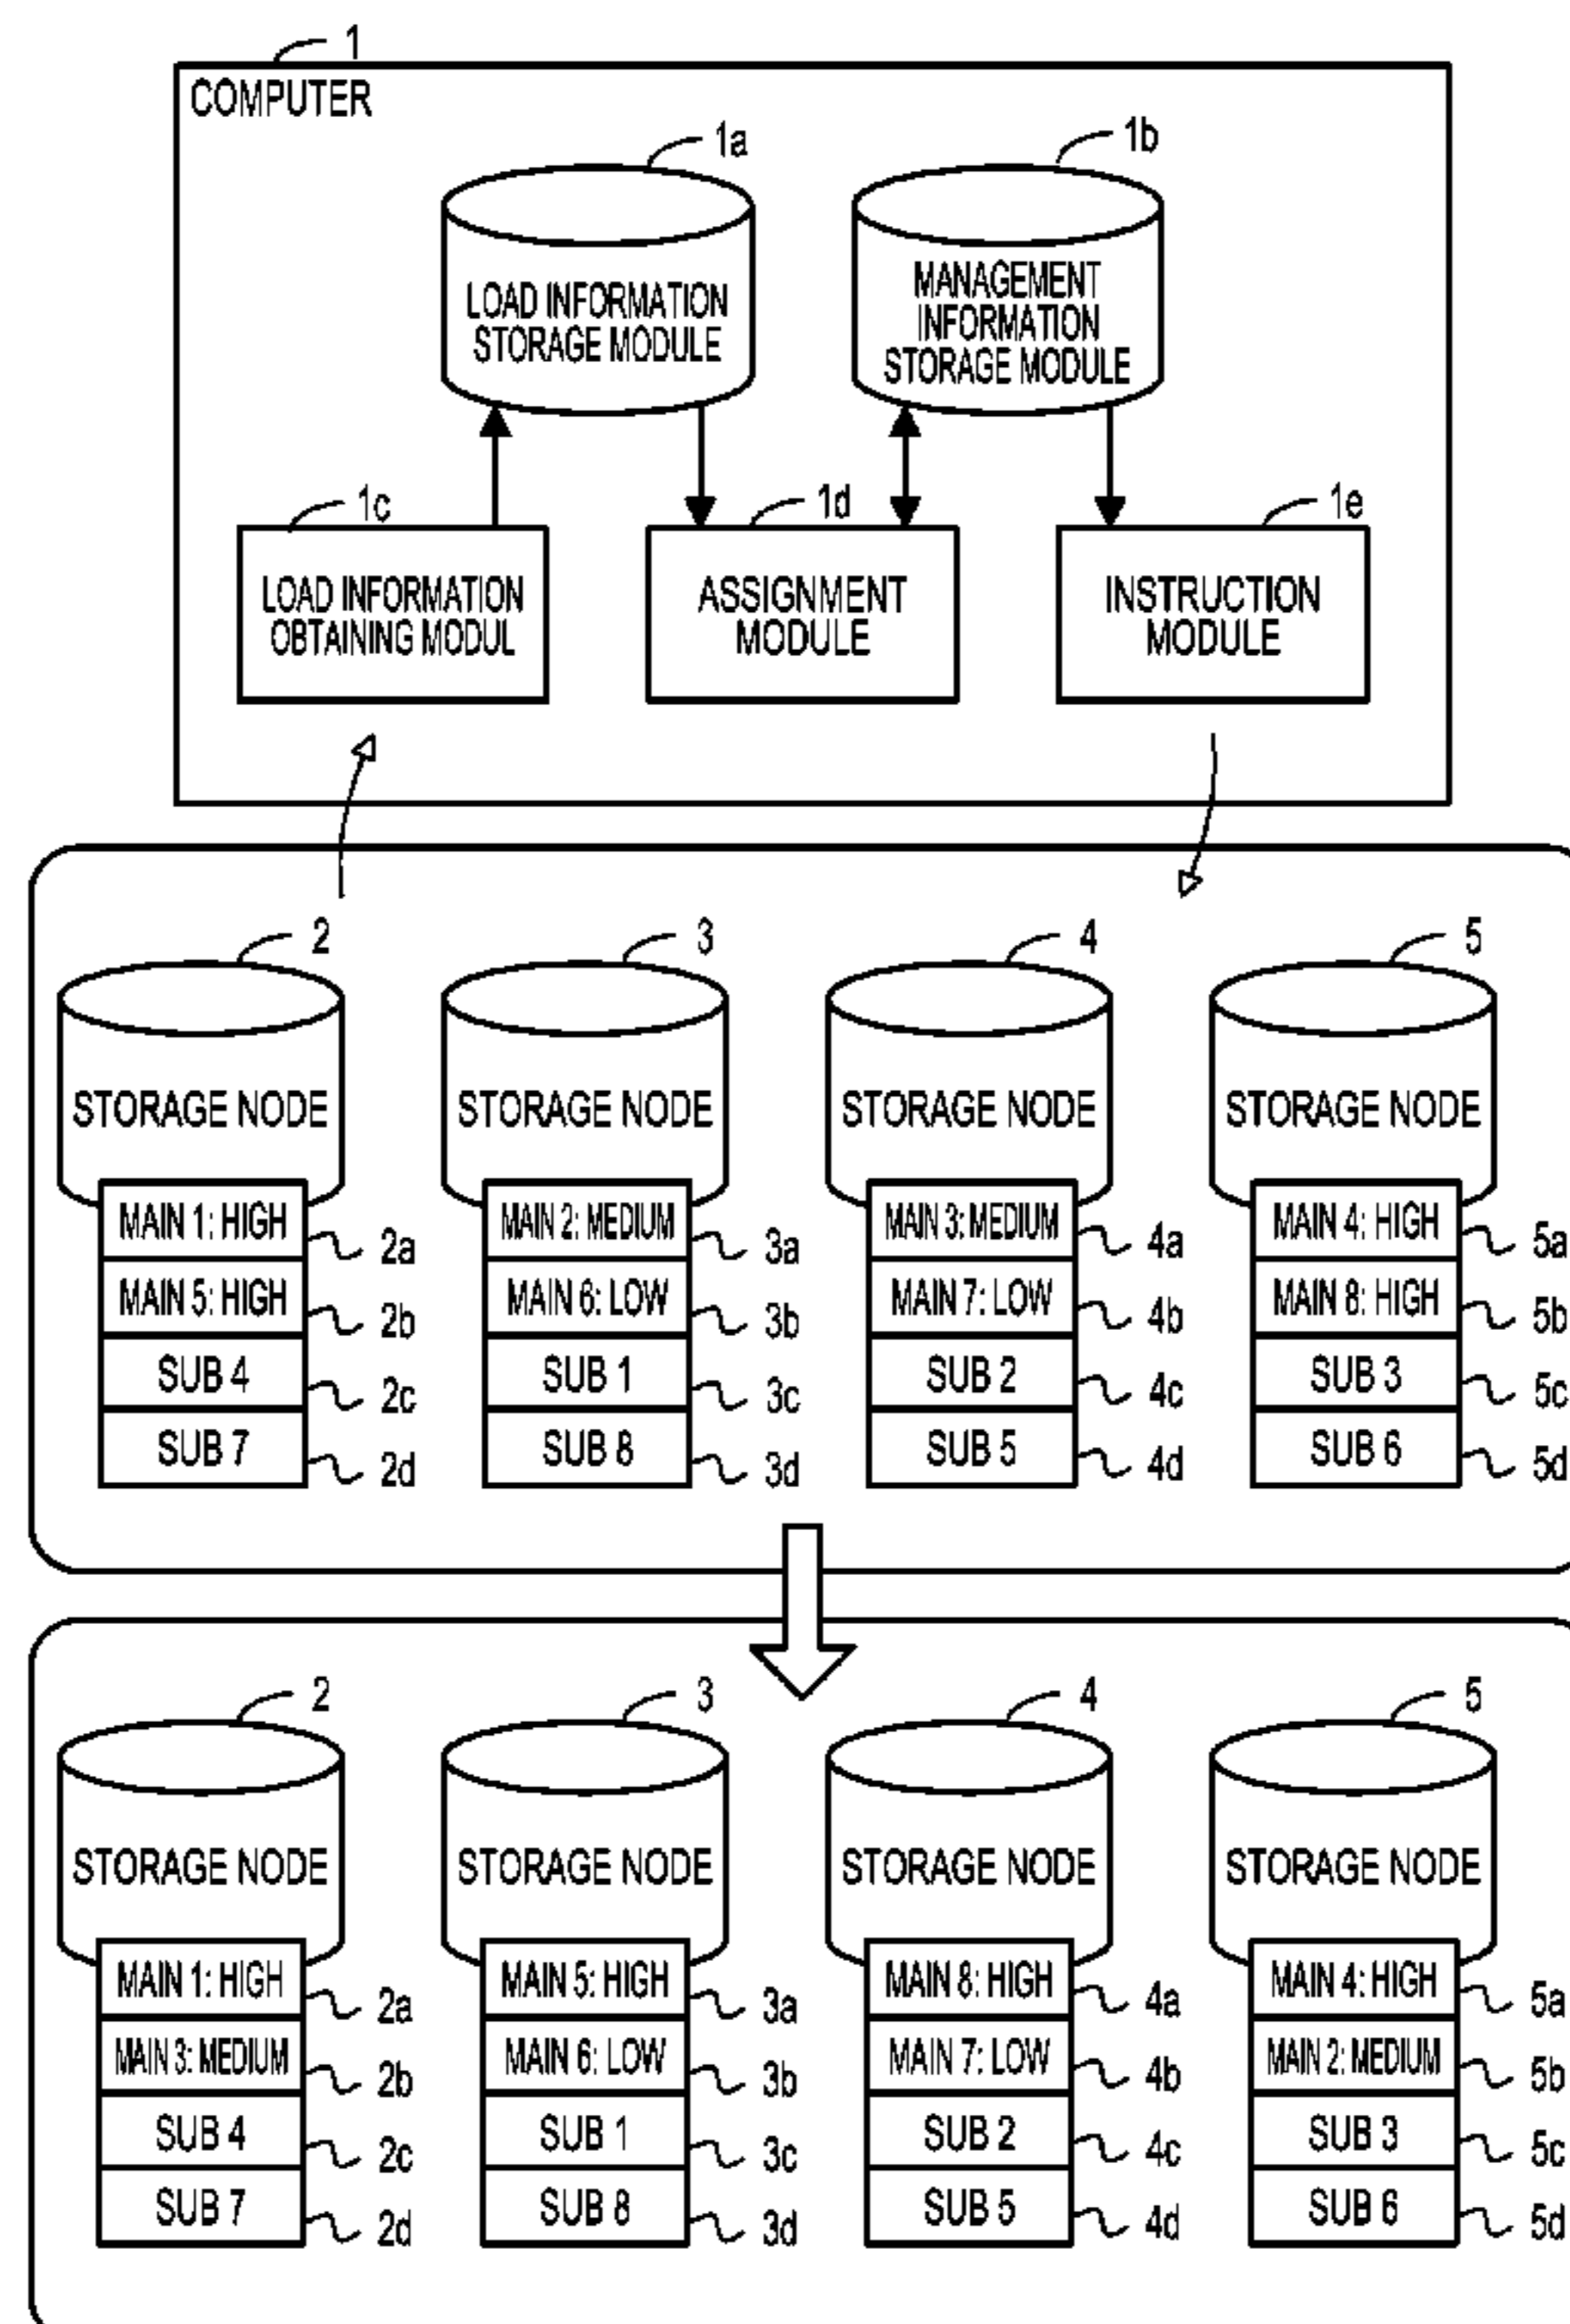 1
COMPUTER
1a
1b
LOAD INFORMATION
STORAGE MODULE
MANAGEMENT
INFORMATION
STORAGE MODULE
1c
1d
1e
LOAD INFORMATION
OBTAINING MODUL
ASSIGNMENT
MODULE
INSTRUCTION
MODULE
2
3
4
5
STORAGE NODE
STORAGE NODE
STORAGE NODE
STORAGE NODE
MAIN 1: HIGH
2a
MAIN 5: HIGH
2b
SUB 4
2c
SUB 7
2d
MAIN 2: MEDIUM
3a
MAIN 6: LOW
3b
SUB 1
3c
SUB 8
3d
MAIN 3: MEDIUM
4a
MAIN 7: LOW
4b
SUB 2
4c
SUB 5
4d
MAIN 4: HIGH
5a
MAIN 8: HIGH
5b
SUB 3
5c
SUB 6
5d
2
3
4
5
STORAGE NODE
STORAGE NODE
STORAGE NODE
STORAGE NODE
MAIN 1: HIGH
2a
MAIN 3: MEDIUM
2b
SUB 4
2c
SUB 7
2d
MAIN 5: HIGH
3a
MAIN 6: LOW
3b
SUB 1
3c
SUB 8
3d
MAIN 8: HIGH
4a
MAIN 7: LOW
4b
SUB 2
4c
SUB 5
4d
MAIN 4: HIGH
5a
MAIN 2: MEDIUM
5b
SUB 3
5c
SUB 6
5d